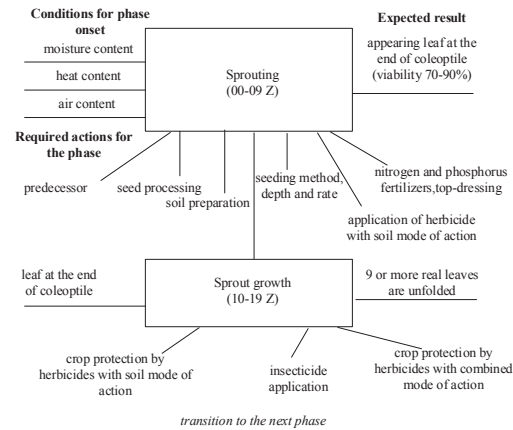 Conditions for phase
onset
moisture content
heat content
air content
Sprouting
(00-09 Z)
Expected result
appearing leaf at the
end of coleoptile
(viability 70-90%)
Required actions for
the phase
predecessor
seed processing
soil preparation
seeding method,
depth and rate
nitrogen and phosphorus
fertilizers,top-dressing
application of herbicide
with soil mode of action
leaf at the end
of coleoptile
Sprout growth
(10-19 Z)
9 or more real leaves
are unfolded
crop protection by
herbicides with soil mode of
action
insecticide
application
crop protection by
herbicides with combined
mode of action
transition to the next phase